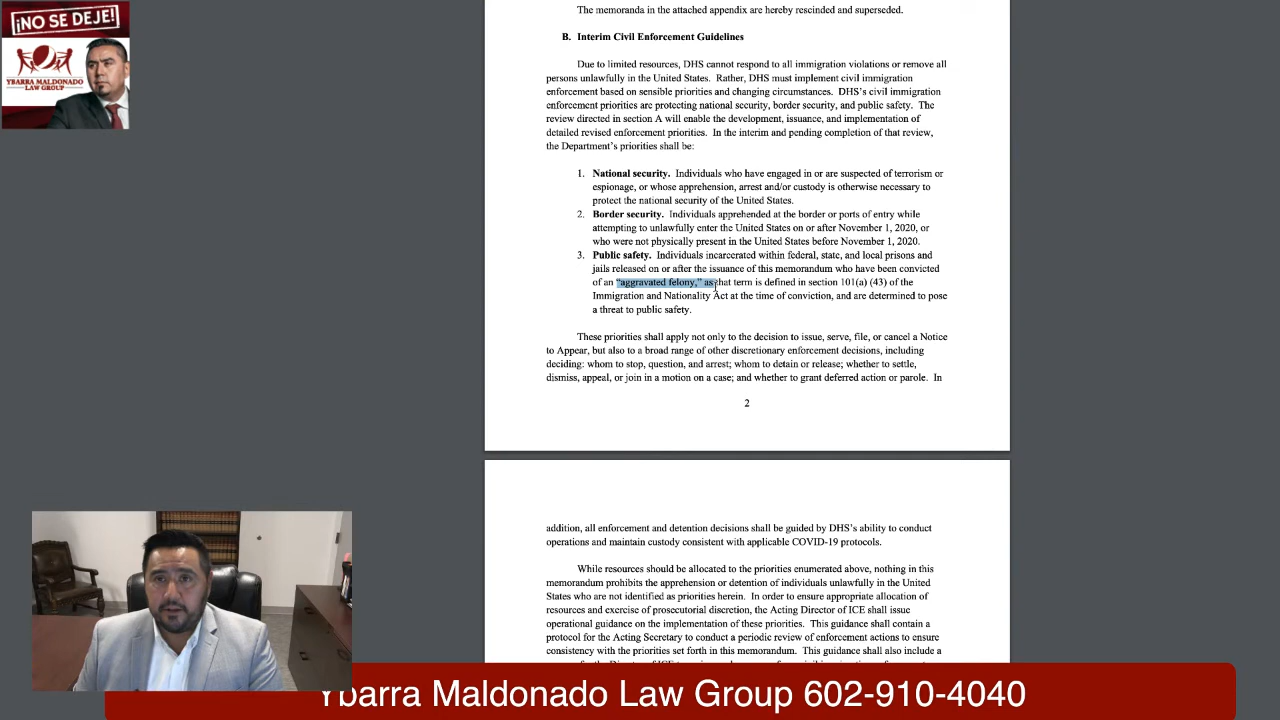 ¡NO SE DEJE!
YBARRA MALDONADO
LAW GROUP
The memoranda in the attached appendix are hereby rescinded and superseded.
B. Interim Civil Enforcement Guidelines
Due to limited resources, DHS cannot respond to all immigration violations or remove all
persons unlawfully in the United States. Rather, DHS must implement civil immigration
enforcement based on sensible priorities and changing circumstances. DHS's civil immigration
enforcement priorities are protecting national security, border security, and public safety. The
review directed in section A will enable the development, issuance, and implementation of
detailed revised enforcement priorities. In the interim and pending completion of that review,
the Department's priorities shall be:
1. National security. Individuals who have engaged in or are suspected of terrorism or
espionage, or whose apprehension, arrest and/or custody is otherwise necessary to
protect the national security of the United States.
2. Border security. Individuals apprehended at the border or ports of entry while
attempting to unlawfully enter the United States on or after November 1, 2020, or
who were not physically present in the United States before November 1, 2020.
3. Public safety. Individuals incarcerated within federal, state, and local prisons and
jails released on or after the issuance of this memorandum who have been convicted
of an “aggravated felony,” as that term is defined in section 101(a) (43) of the
Immigration and Nationality Act at the time of conviction, and are determined to pose
a threat to public safety.
These priorities shall apply not only to the decision to issue, serve, file, or cancel a Notice
to Appear, but also to a broad range of other discretionary enforcement decisions, including
deciding: whom to stop, question, and arrest; whom to detain or release; whether to settle,
dismiss, appeal, or join in a motion on a case; and whether to grant deferred action or parole. In
2
addition, all enforcement and detention decisions shall be guided by DHS's ability to conduct
operations and maintain custody consistent with applicable COVID-19 protocols.
While resources should be allocated to the priorities enumerated above, nothing in this
memorandum prohibits the apprehension or detention of individuals unlawfully in the United
States who are not identified as priorities herein. In order to ensure appropriate allocation of
resources and exercise of prosecutorial discretion, the Acting Director of ICE shall issue
operational guidance on the implementation of these priorities. This guidance shall contain a
protocol for the Acting Secretary to conduct a periodic review of enforcement actions to ensure
consistency with the priorities set forth in this memorandum. This guidance shall also include a
Ybarra Maldonado Law Group 602-910-4040